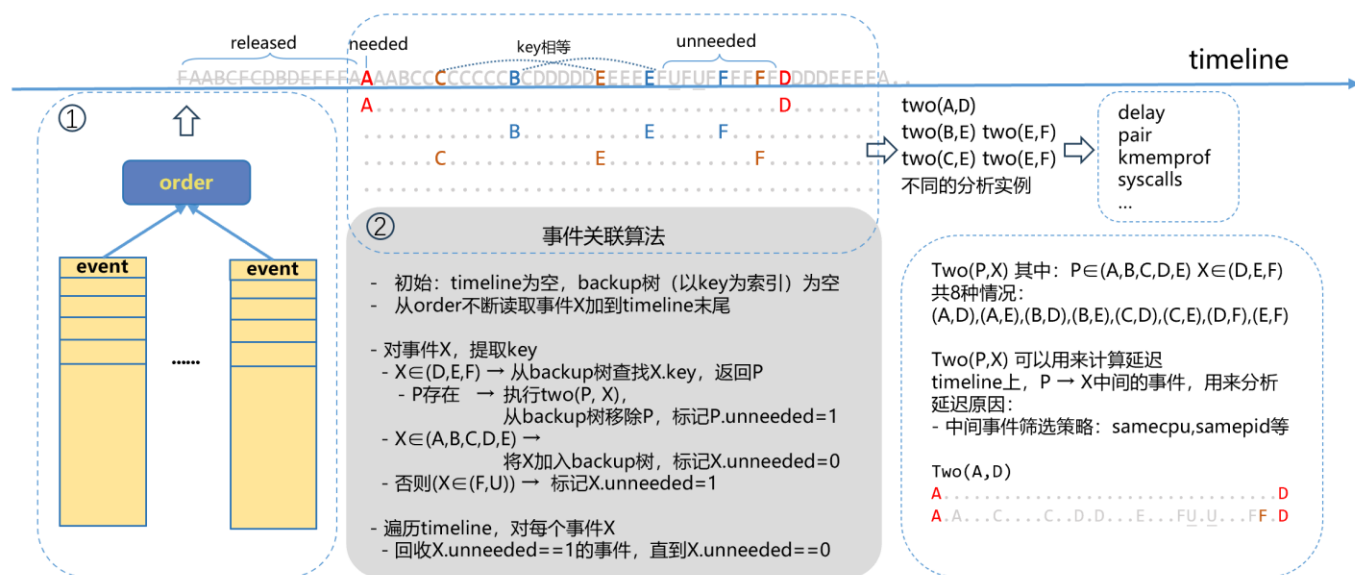 released
needed
key相等
unneeded
timeline
FAABCFCDBDEFFFAAAABCCCCCCCCCBCDDDDDEEEEEFUFUFFFFFFDDDDEEEEA..
①
order
event
event
......
A D
B E F
C E F
two(A,D)
two(B,E) two(E,F)
two(C,E) two(E,F)
不同的分析实例
delay
pair
kmemprof
syscalls
...
②
事件关联算法
- 初始：timeline为空，backup树（以key为索引）为空
- 从order不断读取事件X加到timeline末尾
- 对事件X，提取key
- X∈(D,E,F) → 从backup树查找X.key，返回P
- P存在 → 执行two(P, X)，
从backup树移除P，标记P.unneeded=1
- X∈(A,B,C,D,E) →
将X加入backup树，标记X.unneeded=0
- 否则(X∈(F,U)) → 标记X.unneeded=1
- 遍历timeline，对每个事件X
- 回收X.unneeded==1的事件，直到X.unneeded==0
Two(P,X) 其中：P∈(A,B,C,D,E) X∈(D,E,F)
共8种情况：
(A,D),(A,E),(B,D),(B,E),(C,D),(C,E),(D,F),(E,F)
Two(P,X) 可以用来计算延迟
timeline上，P → X中间的事件，用来分析
延迟原因：
- 中间事件筛选策略：samecpu,samepid等
Two(A,D)
A..................................D
A.A...C....C..D.D...E...FU.U...FF.D